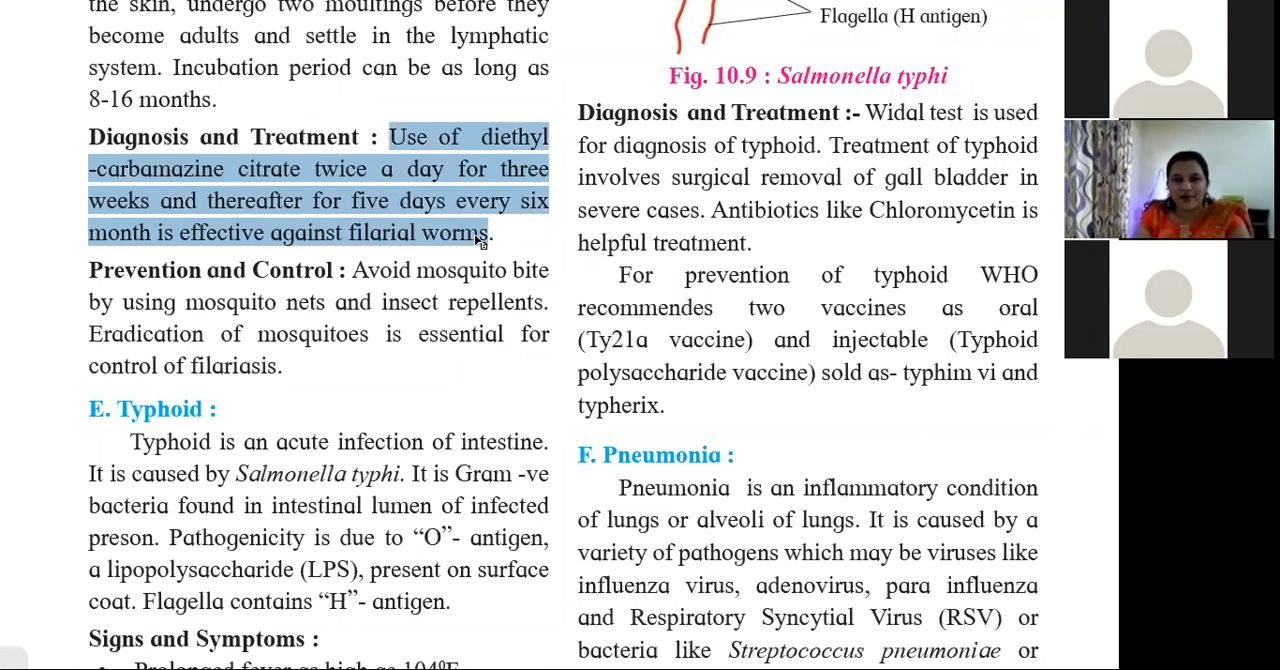 the skin, undergo two moultings before they
become adults and settle in the lymphatic
system. Incubation period can be as long as
8-16 months.
Diagnosis and Treatment : Use of diethyl
-carbamazine citrate twice a day for three
weeks and thereafter for five days every six
month is effective against filarial worms.
Prevention and Control : Avoid mosquito bite
by using mosquito nets and insect repellents.
Eradication of mosquitoes is essential for
control of filariasis.
E. Typhoid :
Typhoid is an acute infection of intestine.
It is caused by Salmonella typhi. It is Gram -ve
bacteria found in intestinal lumen of infected
preson. Pathogenicity is due to “O”- antigen,
a lipopolysaccharide (LPS), present on surface
coat. Flagella contains “H”- antigen.
Signs and Symptoms :
• Prolonged fever as high as 104⁰F
Flagella (H antigen)
Fig. 10.9 : Salmonella typhi
Diagnosis and Treatment :- Widal test is used
for diagnosis of typhoid. Treatment of typhoid
involves surgical removal of gall bladder in
severe cases. Antibiotics like Chloromycetin is
helpful treatment.
For prevention of typhoid WHO
recommendes two vaccines as oral
(Ty21a vaccine) and injectable (Typhoid
polysaccharide vaccine) sold as- typhim vi and
typherix.
F. Pneumonia :
Pneumonia is an inflammatory condition
of lungs or alveoli of lungs. It is caused by a
variety of pathogens which may be viruses like
influenza virus, adenovirus, para influenza
and Respiratory Syncytial Virus (RSV) or
bacteria like Streptococcus pneumoniae or